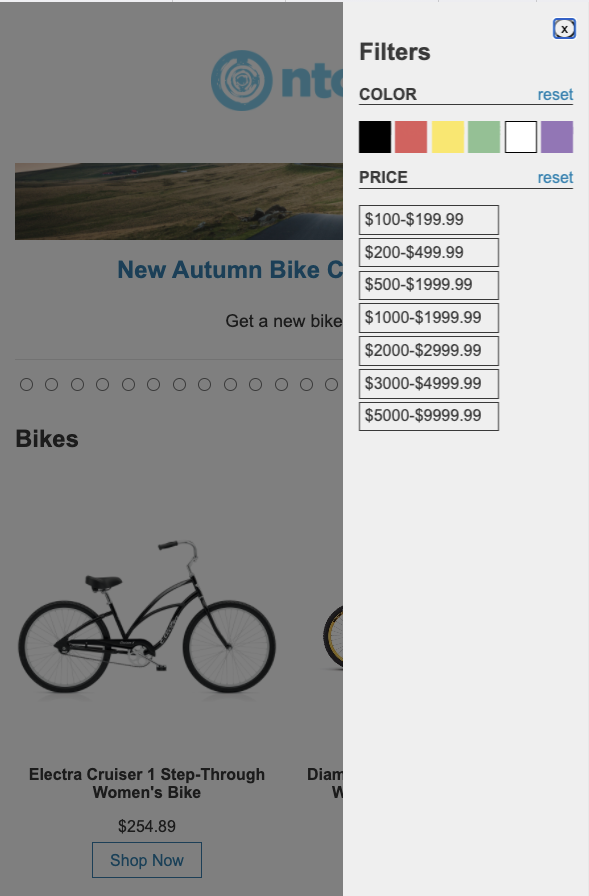 x
Filters
COLOR reset
PRICE reset
$100-$199.99
$200-$499.99
$500-$1999.99
$1000-$1999.99
$2000-$2999.99
$3000-$4999.99
$5000-$9999.99
ntc
New Autumn Bike C
Get a new bike
Bikes
Electra Cruiser 1 Step-Through
Women's Bike
$254.89
Shop Now
Diam
W